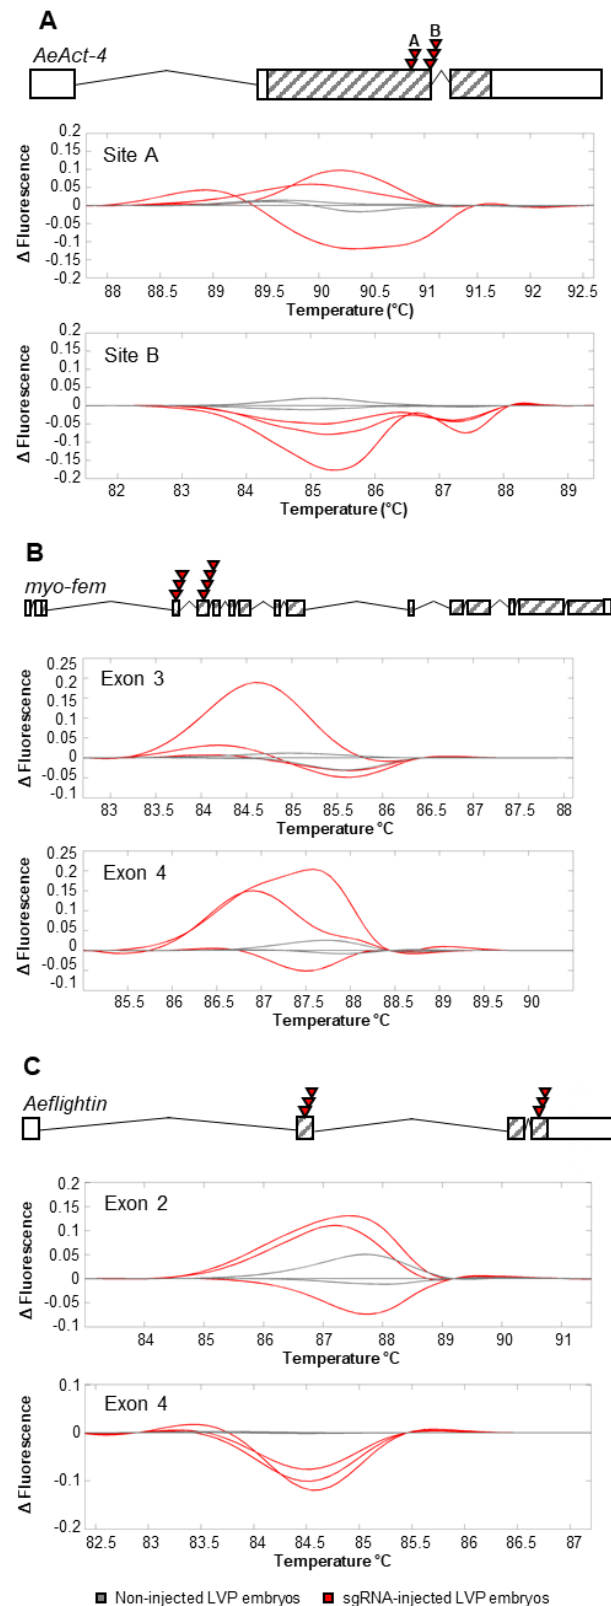 A
AeAct-4
A
B
0.2
0.15
0.1
0.05
0
-0.05
-0.1
-0.15
-0.2
Δ Fluorescence
Site A
88 88.5 89 89.5 90 90.5 91 91.5 92 92.5
Temperature (°C)
0.2
0.15
0.1
0.05
0
-0.05
-0.1
-0.15
-0.2
Δ Fluorescence
Site B
82 83 84 85 86 87 88 89
Temperature (°C)
B
myo-fem
0.25
0.2
0.15
0.1
0.05
0
-0.05
-0.1
Δ Fluorescence
Exon 3
83 83.5 84 84.5 85 85.5 86 86.5 87 87.5 88
Temperature °C
0.25
0.2
0.15
0.1
0.05
0
-0.05
-0.1
Δ Fluorescence
Exon 4
85.5 86 86.5 87 87.5 88 88.5 89 89.5 90
Temperature °C
C
Aeflightin
0.2
0.15
0.1
0.05
0
-0.05
-0.1
Δ Fluorescence
Exon 2
84 85 86 87 88 89 90 91
Temperature °C
0.1
0
-0.1
-0.2
Δ Fluorescence
Exon 4
82.5 83 83.5 84 84.5 85 85.5 86 86.5 87
Temperature °C
Non-injected LVP embryos sgRNA-injected LVP embryos